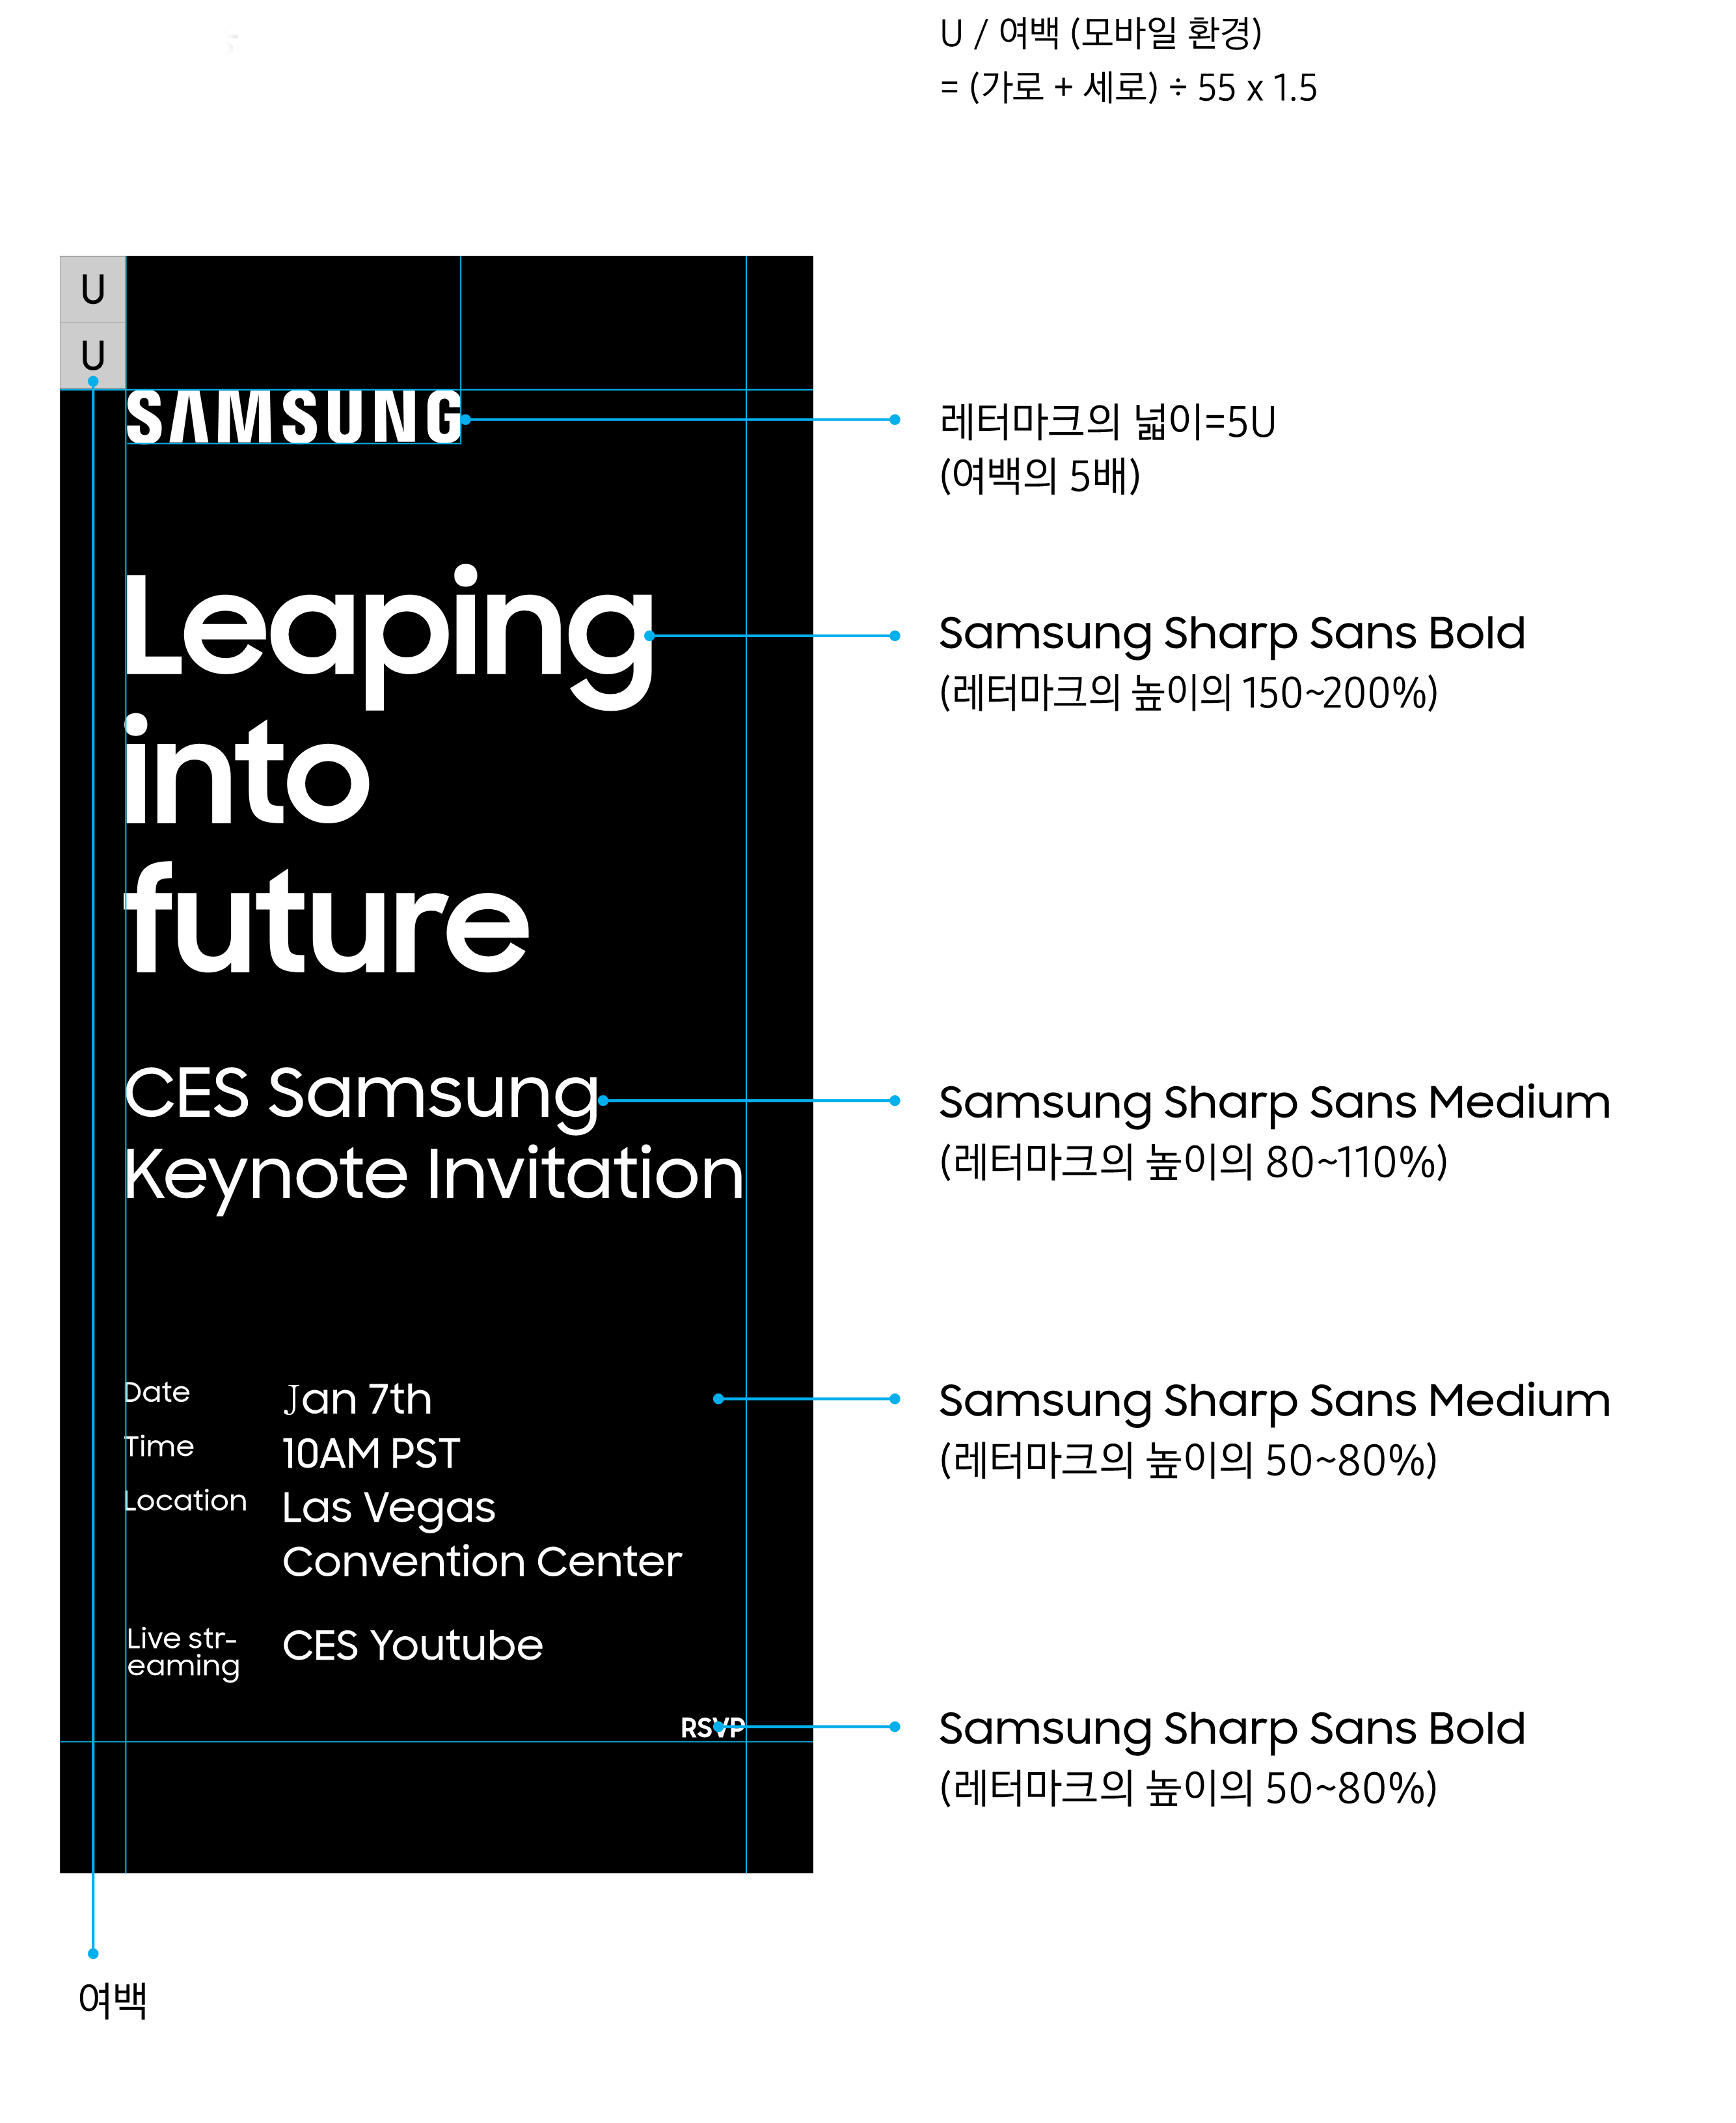 U / 여백 (모바일 환경)
= (가로 + 세로) ÷ 55 x 1.5
U
U
SAMSUNG
레터마크의 넓이=5U
(여백의 5배)
Leaping
into
future
Samsung Sharp Sans Bold
(레터마크의 높이의 150~200%)
CES Samsung
Keynote Invitation
Samsung Sharp Sans Medium
(레터마크의 높이의 80~110%)
Date Jan 7th
Time 10AM PST
Location Las Vegas
Convention Center
Live str-
eaming
CES Youtube
Samsung Sharp Sans Medium
(레터마크의 높이의 50~80%)
RSVP
Samsung Sharp Sans Bold
(레터마크의 높이의 50~80%)
여백